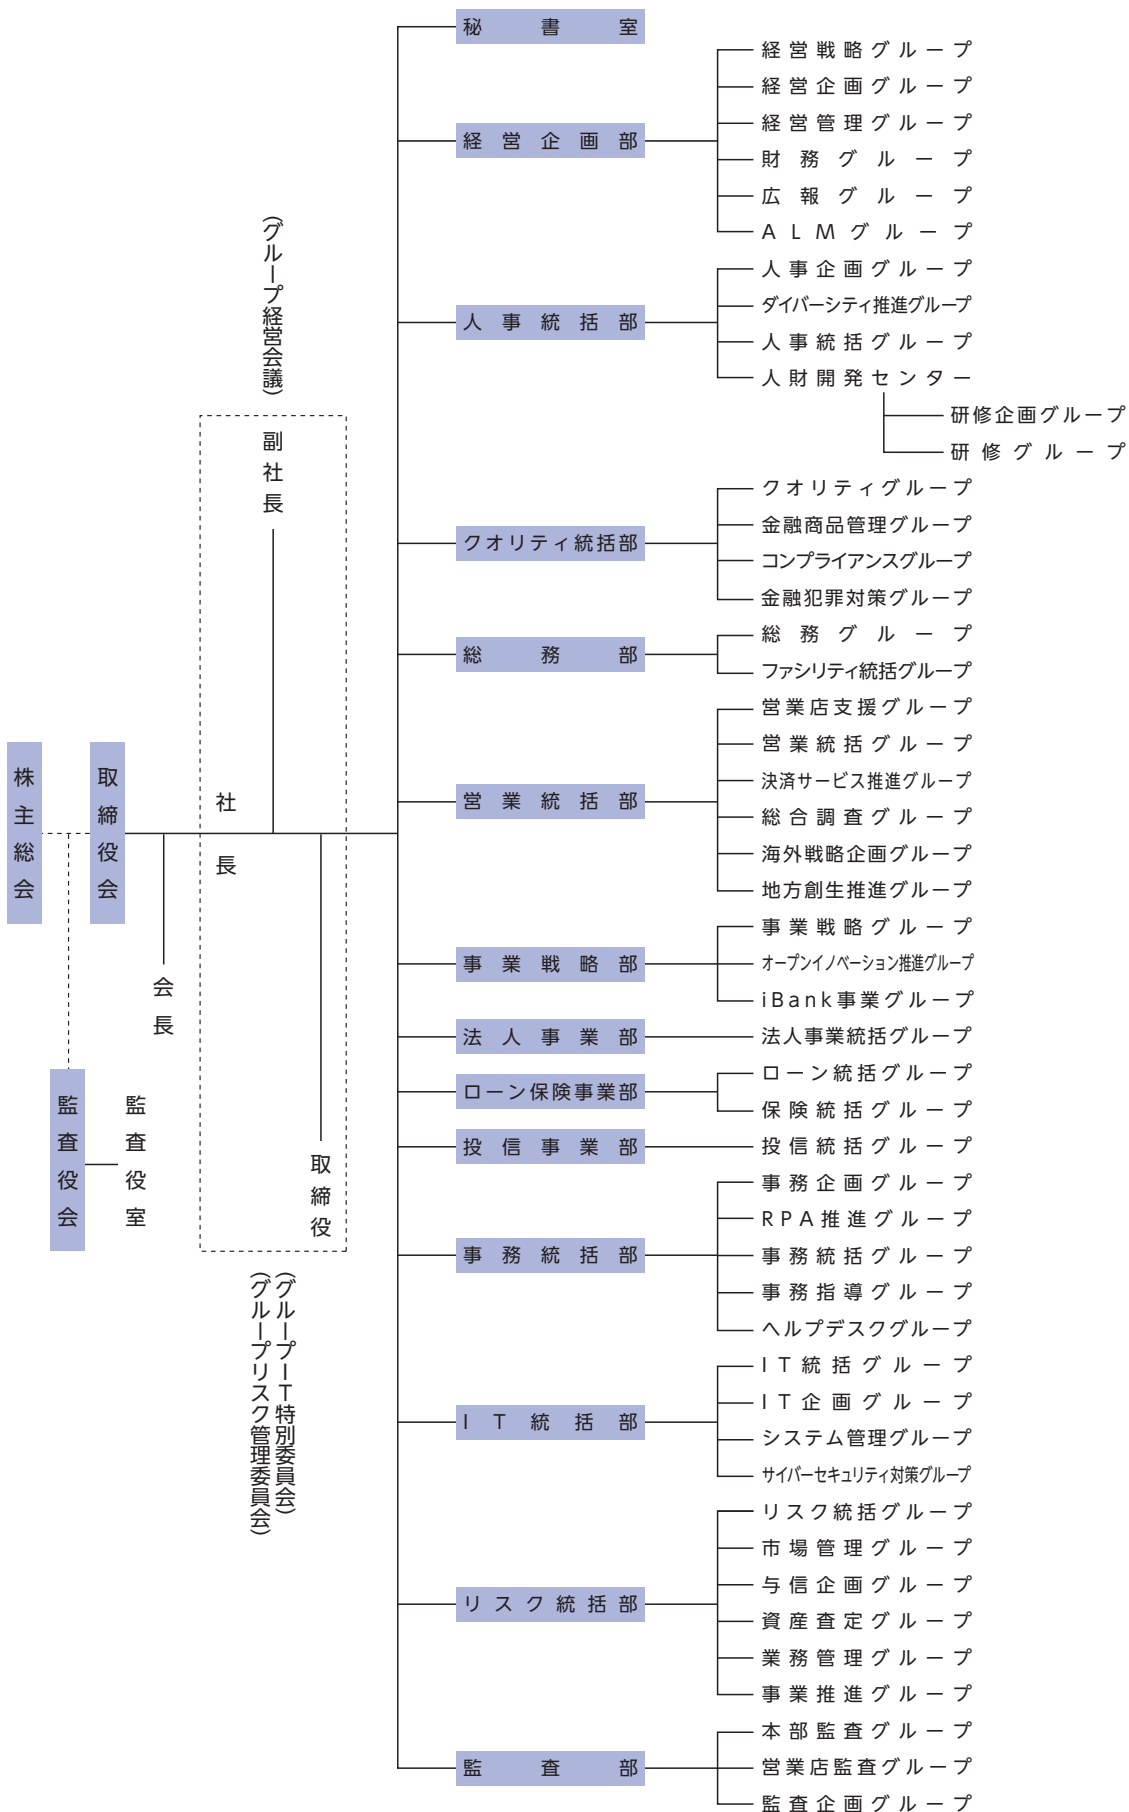 株主総会
取締役会
監査役会
監査役室
会長
社長
(グループ経営会議)
副社長
取締役
(グループIT特別委員会)
(グループリスク管理委員会)
秘書室
経営企画部
経営戦略グループ
経営企画グループ
経営管理グループ
財務グループ
広報グループ
ALMグループ
人事統括部
人事企画グループ
ダイバーシティ推進グループ
人事統括グループ
人財開発センター
研修企画グループ
研修グループ
クオリティ統括部
クオリティグループ
金融商品管理グループ
コンプライアンスグループ
金融犯罪対策グループ
総務部
総務グループ
ファシリティ統括グループ
営業統括部
営業店支援グループ
営業統括グループ
決済サービス推進グループ
総合調査グループ
海外戦略企画グループ
地方創生推進グループ
事業戦略部
事業戦略グループ
オープンイノベーション推進グループ
iBank事業グループ
法人事業部
法人事業統括グループ
ローン保険事業部
ローン統括グループ
保険統括グループ
投信事業部
投信統括グループ
事務統括部
事務企画グループ
RPA推進グループ
事務統括グループ
事務指導グループ
ヘルプデスクグループ
IT統括部
IT統括グループ
IT企画グループ
システム管理グループ
サイバーセキュリティ対策グループ
リスク統括部
リスク統括グループ
市場管理グループ
与信企画グループ
資産査定グループ
業務管理グループ
事業推進グループ
監査部
本部監査グループ
営業店監査グループ
監査企画グループ